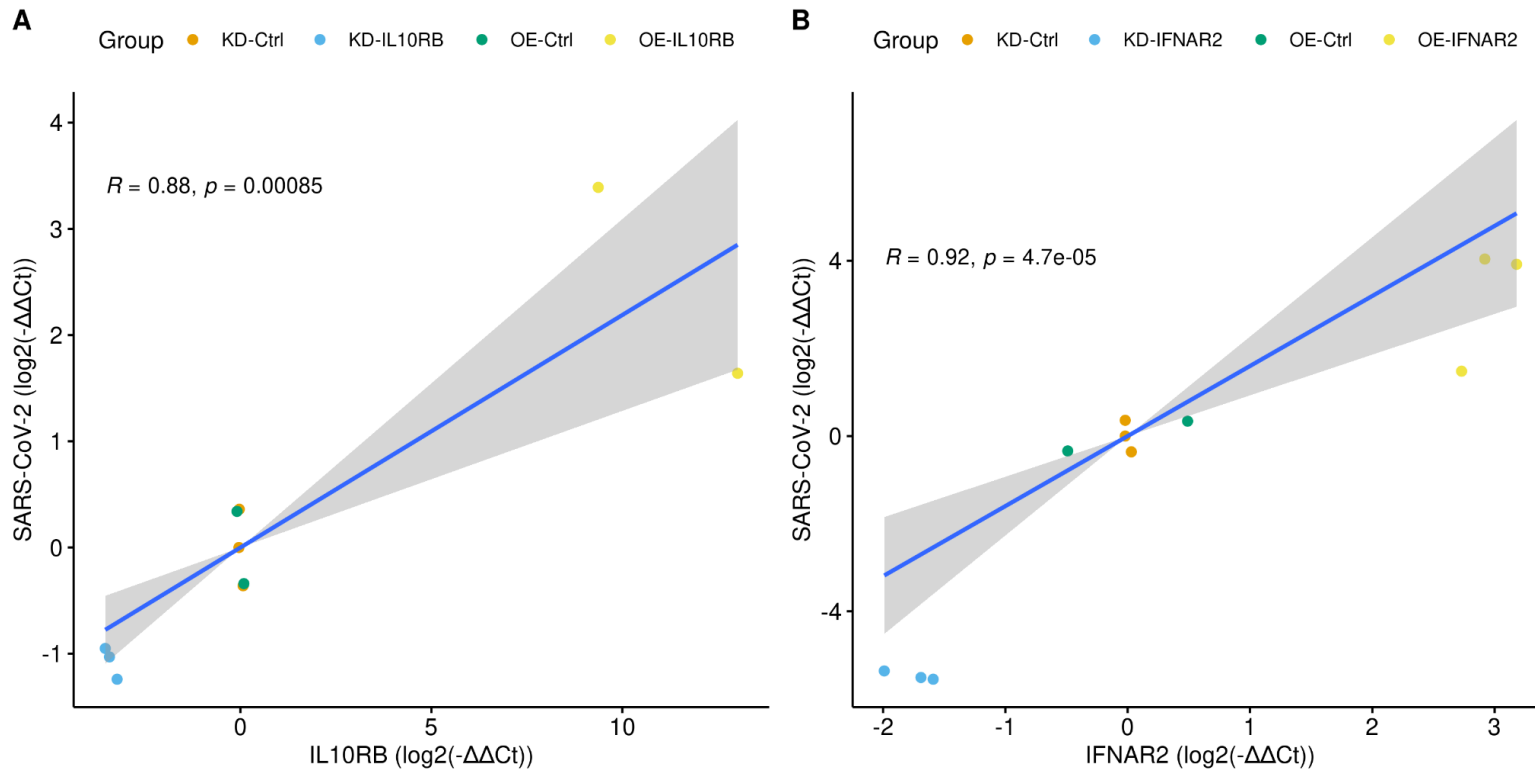 A
Group KD-Ctrl KD-IL10RB OE-Ctrl OE-IL10RB
4
3
2
1
0
-1
R = 0.88, p = 0.00085
SARS-CoV-2 (log2(-ΔΔCt))
0 5 10
IL10RB (log2(-ΔΔCt))
B
Group KD-Ctrl KD-IFNAR2 OE-Ctrl OE-IFNAR2
4
0
-4
R = 0.92, p = 4.7e-05
SARS-CoV-2 (log2(-ΔΔCt))
-2 -1 0 1 2 3
IFNAR2 (log2(-ΔΔCt))